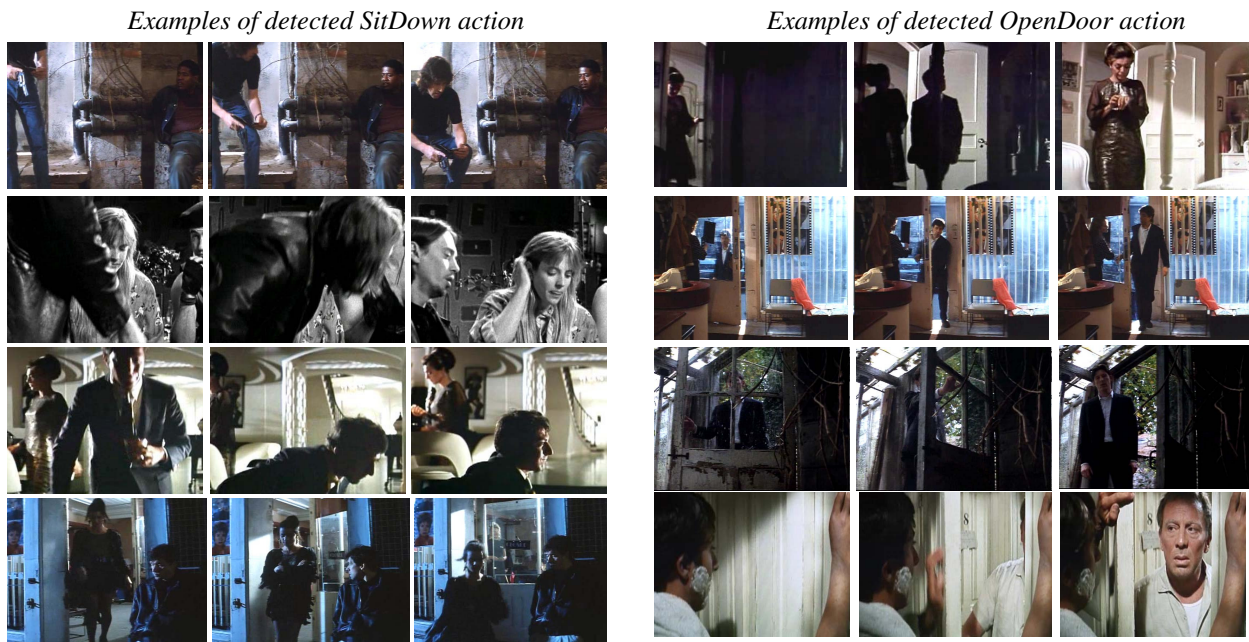 Examples of detected SitDown action
Examples of detected OpenDoor action
8
8